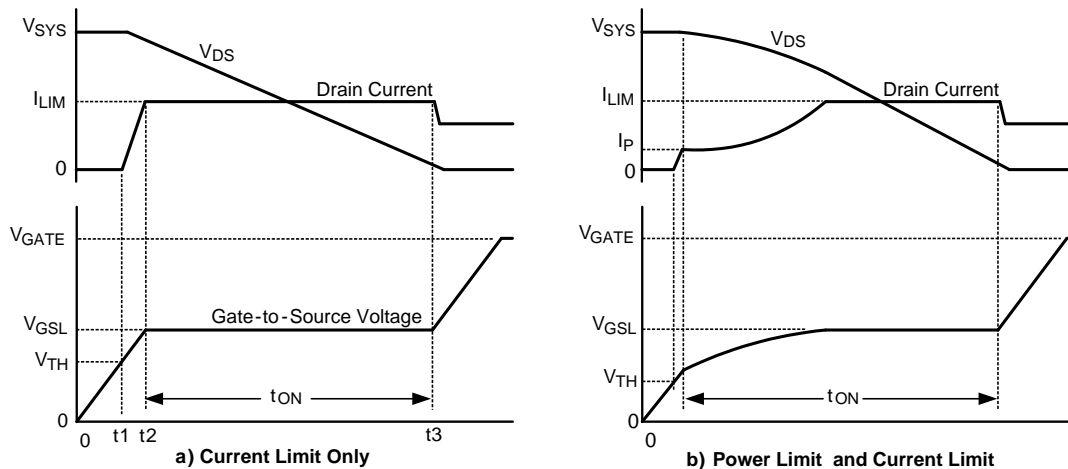 VSYS
VDS
ILIM
Drain Current
0
VGATE
VGSL
Gate-to-Source Voltage
VTH
tON
0
0
t1
t2
t3
a) Current Limit Only
VSYS
VDS
ILIM
Drain Current
IP
0
VGATE
VGSL
VTH
tON
0
0
b) Power Limit and Current Limit